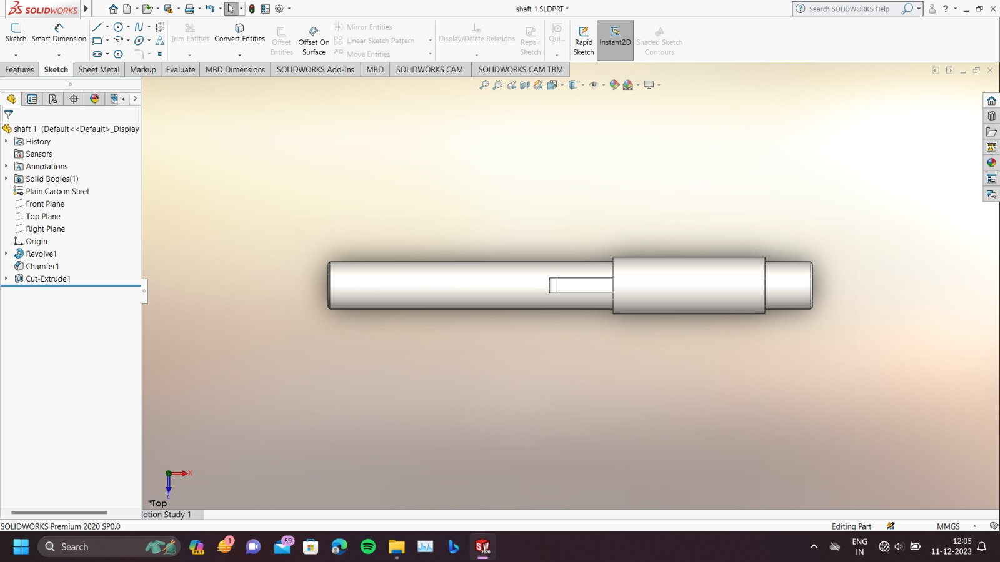 SOLIDWORKS
shaft 1.SLDPRT *
Search SOLIDWORKS Help
?
Sketch
Smart Dimension
Trim Entities
Convert Entities
Offset Entities
Offset On Surface
Mirror Entities
Linear Sketch Pattern
Move Entities
Display/Delete Relations
Repair Sketch
Qui...
Rapid Sketch
Instant2D
Shaded Sketch Contours
Features
Sketch
Sheet Metal
Markup
Evaluate
MBD Dimensions
SOLIDWORKS Add-Ins
MBD
SOLIDWORKS CAM
SOLIDWORKS CAM TBM
shaft 1 (Default<<Default>_Display
History
Sensors
Annotations
Solid Bodies(1)
Plain Carbon Steel
Front Plane
Top Plane
Right Plane
Origin
Revolve1
Chamfer1
Cut-Extrude1
X
Z
*Top
lotion Study 1
SOLIDWORKS Premium 2020 SP0.0
Editing Part
MMGS
Search
PRE
1
59
SW
2020
ENG
IN
12:05
11-12-2023